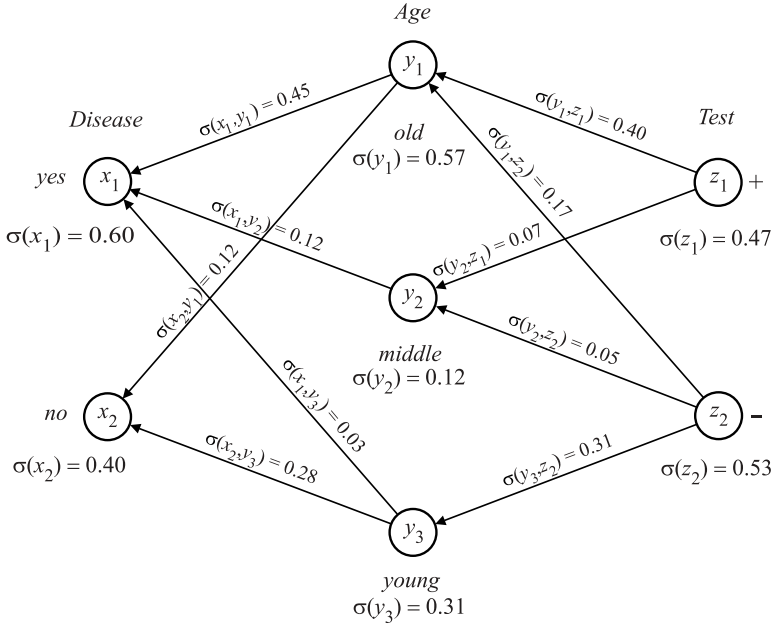 Age
y₁
σ(x₁,y₁) = 0.45
σ(y₁,z₁) = 0.40
Disease
Test
old
σ(y₁) = 0.57
σ(y₁,z₂) = 0.17
yes
x₁
z₁
+
σ(x₁) = 0.60
σ(x₁,y₂) = 0.12
σ(y₂,z₁) = 0.07
σ(z₁) = 0.47
σ(x₂,y₁) = 0.12
y₂
σ(y₂,z₂) = 0.05
middle
σ(y₂) = 0.12
σ(x₁,y₃) = 0.03
no
x₂
z₂
-
σ(x₂) = 0.40
σ(x₂,y₃) = 0.28
σ(y₃,z₂) = 0.31
σ(z₂) = 0.53
y₃
young
σ(y₃) = 0.31